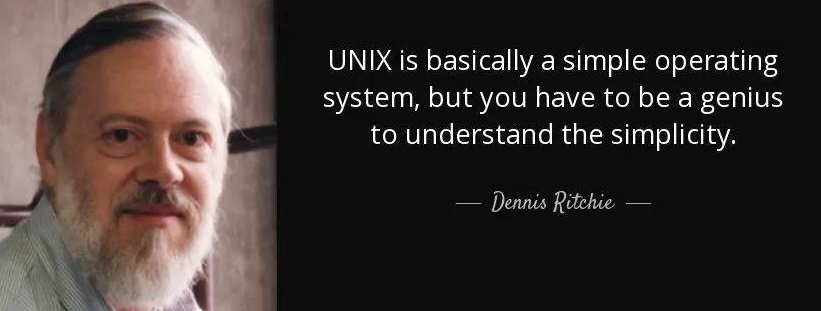 UNIX is basically a simple operating
system, but you have to be a genius
to understand the simplicity.
— Dennis Ritchie —